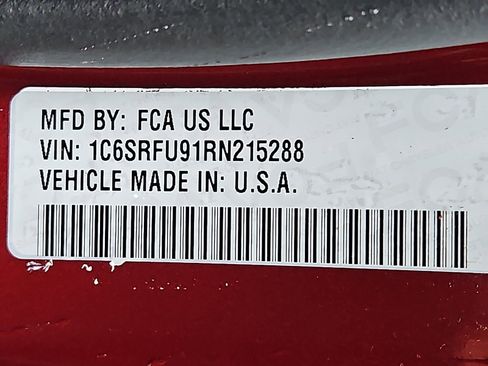 MFD BY: FCA US LLC
VIN: 1C6SRFU91RN215288
VEHICLE MADE IN: U.S.A.